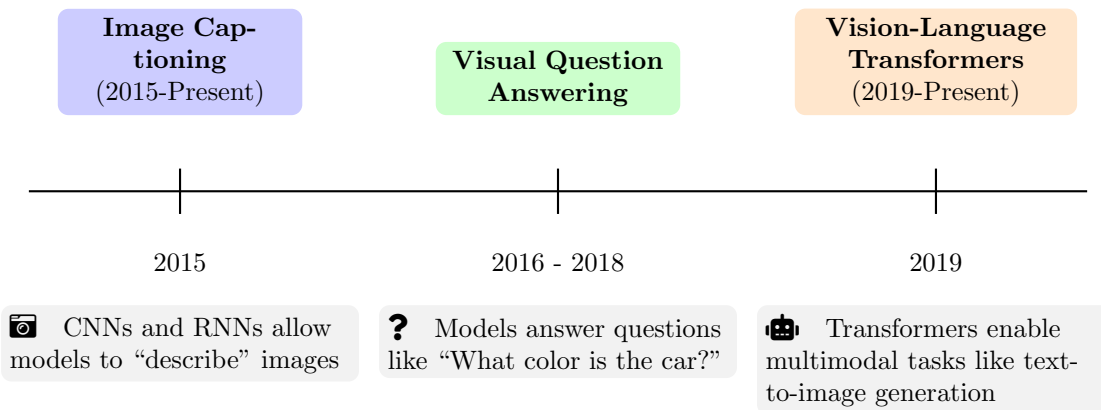 Image Cap-
tioning
(2015-Present)
Visual Question
Answering
Vision-Language
Transformers
(2019-Present)
2015
2016 - 2018
2019
CNNs and RNNs allow
models to “describe” images
? Models answer questions
like “What color is the car?”
Transformers enable
multimodal tasks like text-
to-image generation